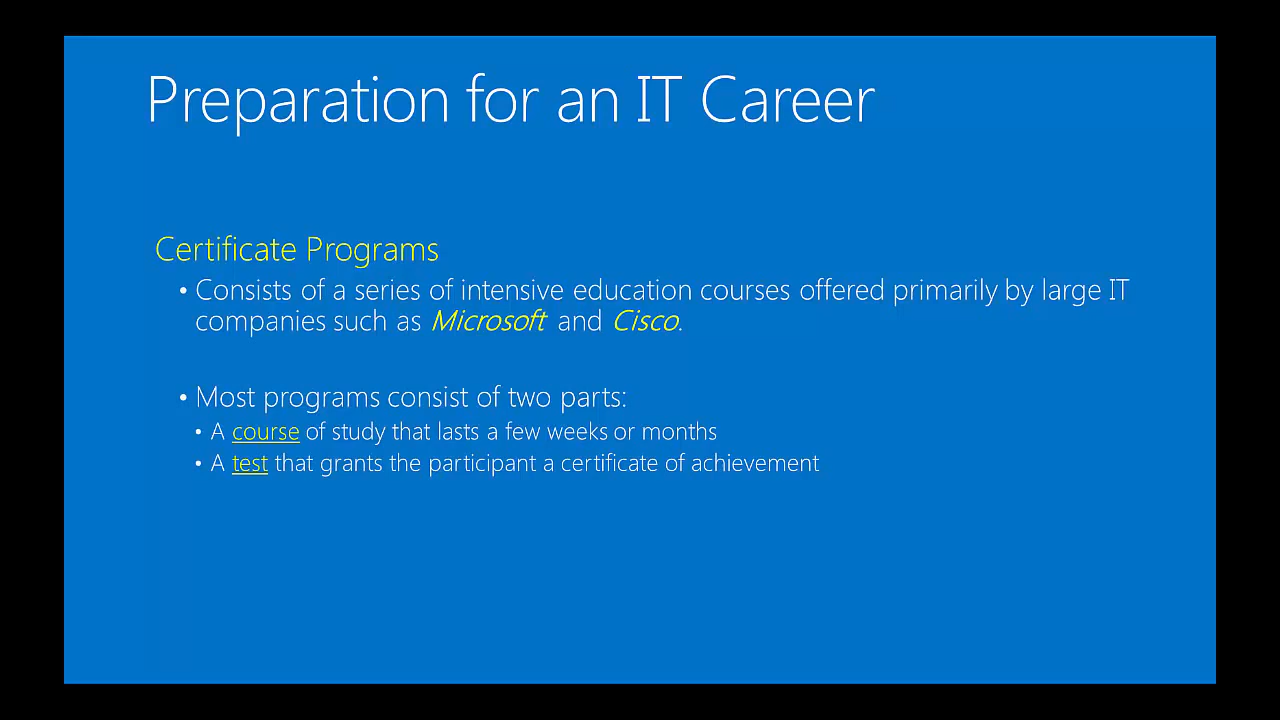 Preparation for an IT Career
Certificate Programs
• Consists of a series of intensive education courses offered primarily by large IT
companies such as Microsoft and Cisco.
• Most programs consist of two parts:
• A course of study that lasts a few weeks or months
• A test that grants the participant a certificate of achievement